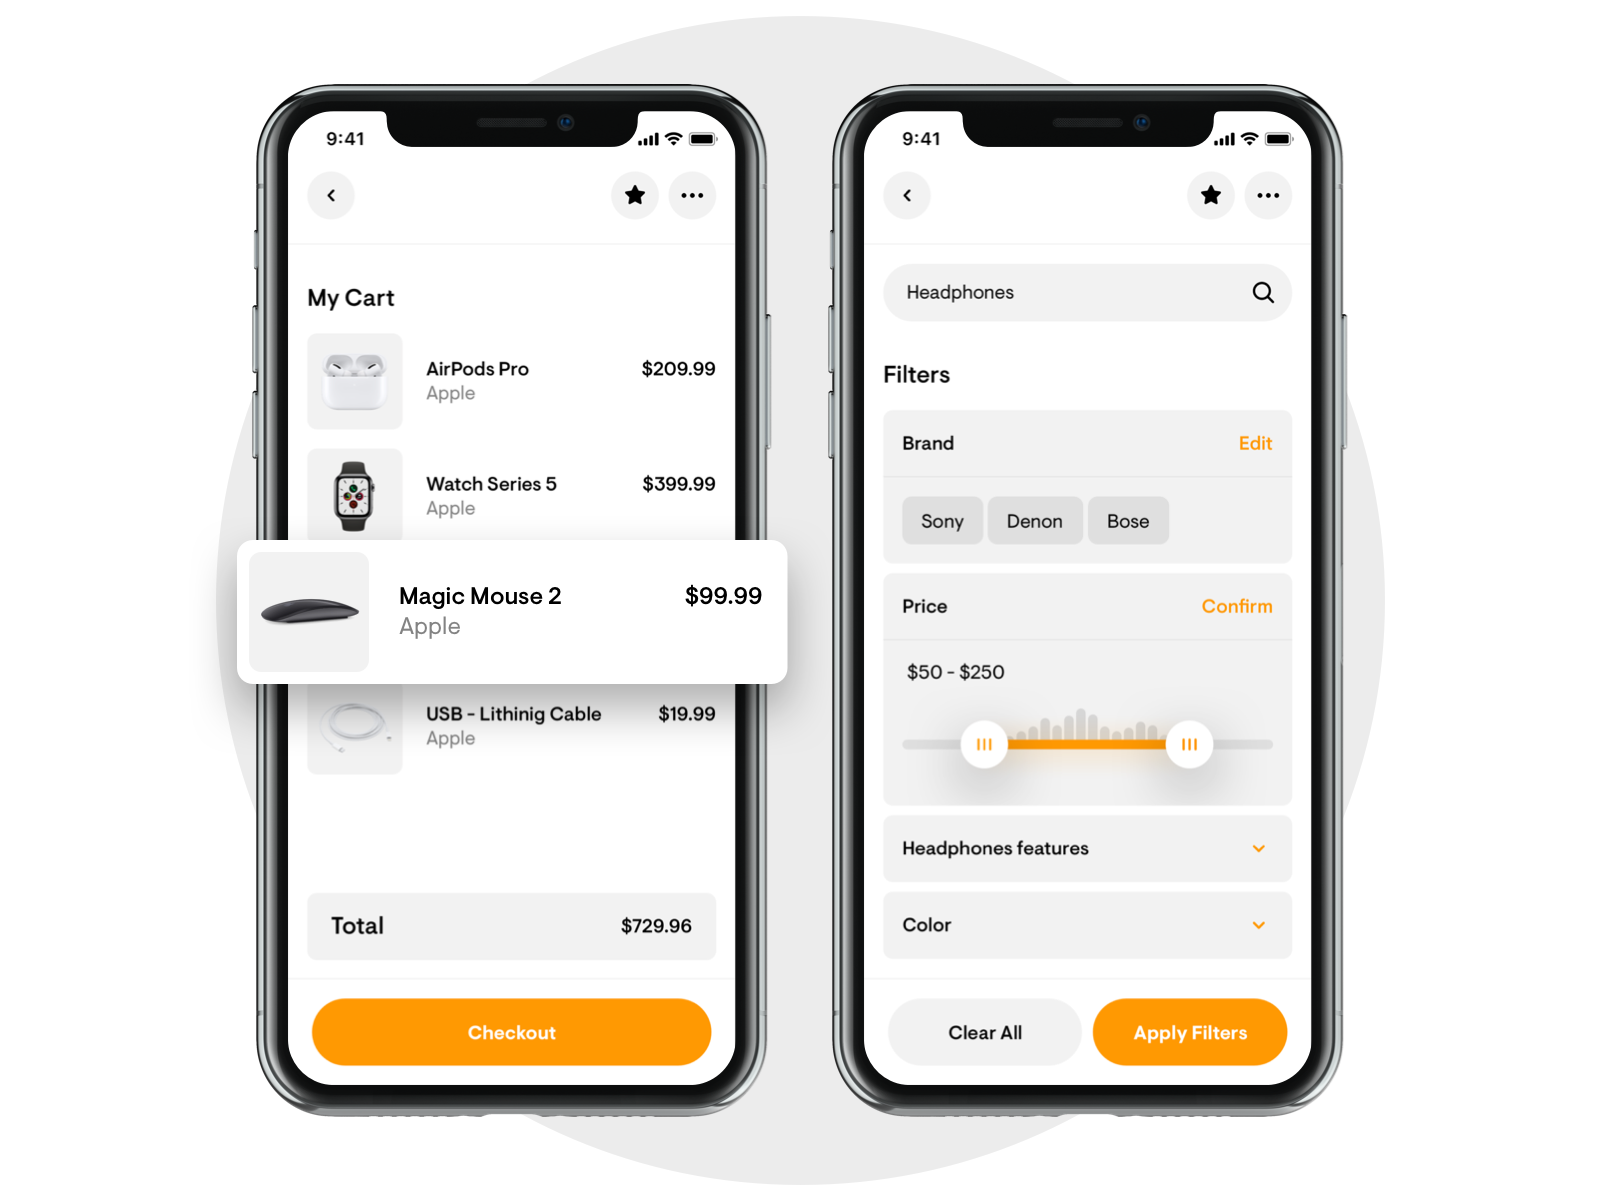 9:41
My Cart
AirPods Pro $209.99
Apple
Watch Series 5 $399.99
Apple
Magic Mouse 2 $99.99
Apple
USB - Lithinig Cable $19.99
Apple
Total $729.96
Checkout
9:41
Headphones
Filters
Brand Edit
Sony Denon Bose
Price Confirm
$50 - $250
Headphones features
Color
Clear All Apply Filters